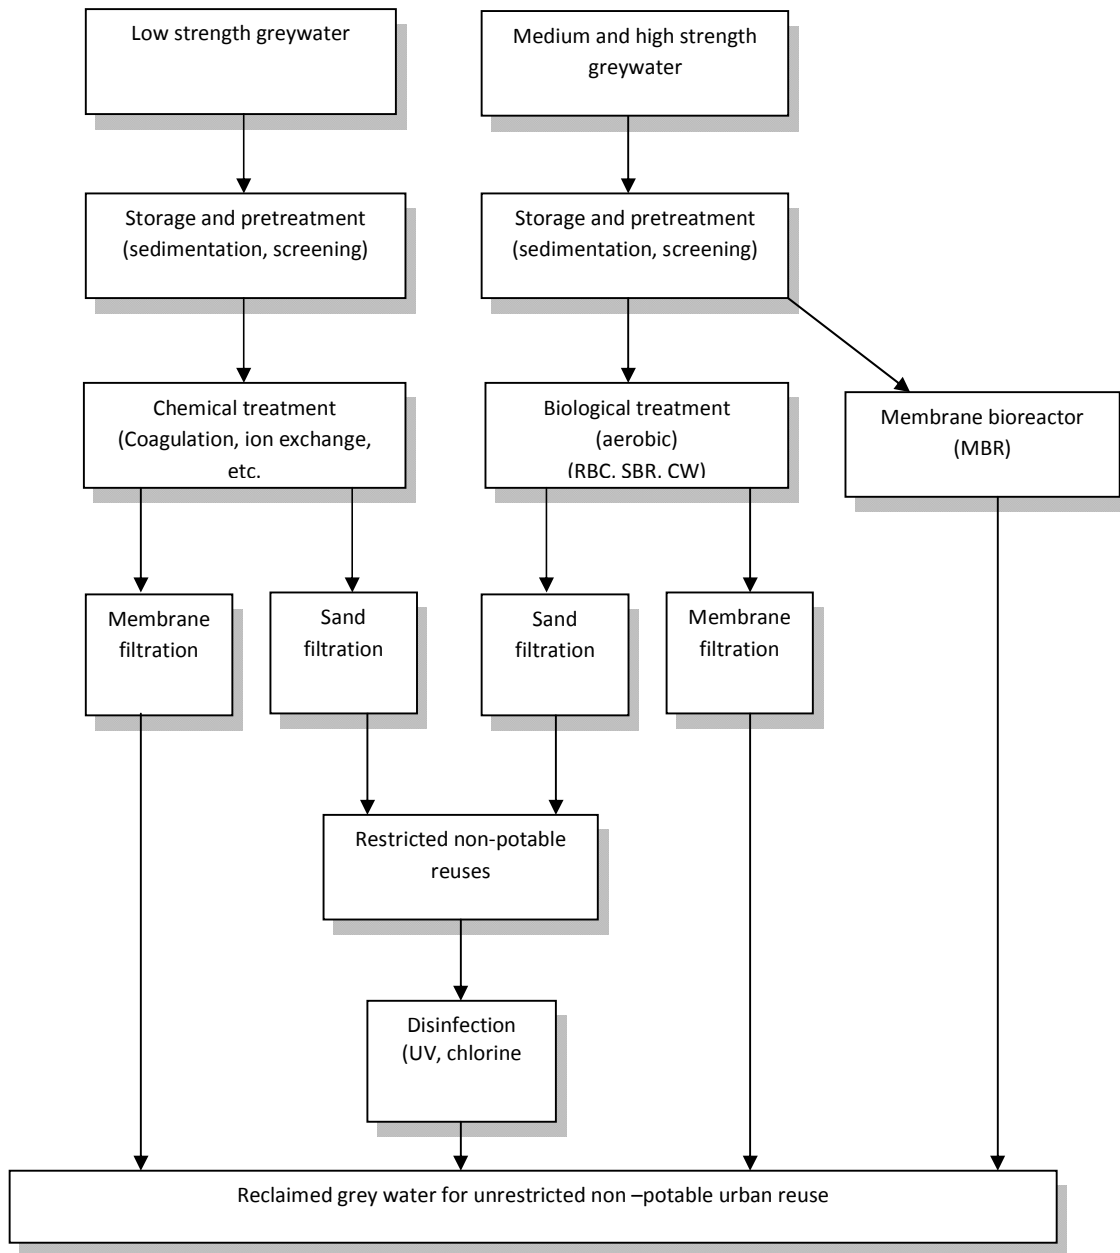 Low strength greywater
Medium and high strength
greywater
Storage and pretreatment
(sedimentation, screening)
Storage and pretreatment
(sedimentation, screening)
Chemical treatment
(Coagulation, ion exchange,
etc.
Biological treatment
(aerobic)
(RBC. SBR. CW)
Membrane bioreactor
(MBR)
Membrane
filtration
Sand
filtration
Sand
filtration
Membrane
filtration
Restricted non-potable
reuses
Disinfection
(UV, chlorine
Reclaimed grey water for unrestricted non –potable urban reuse